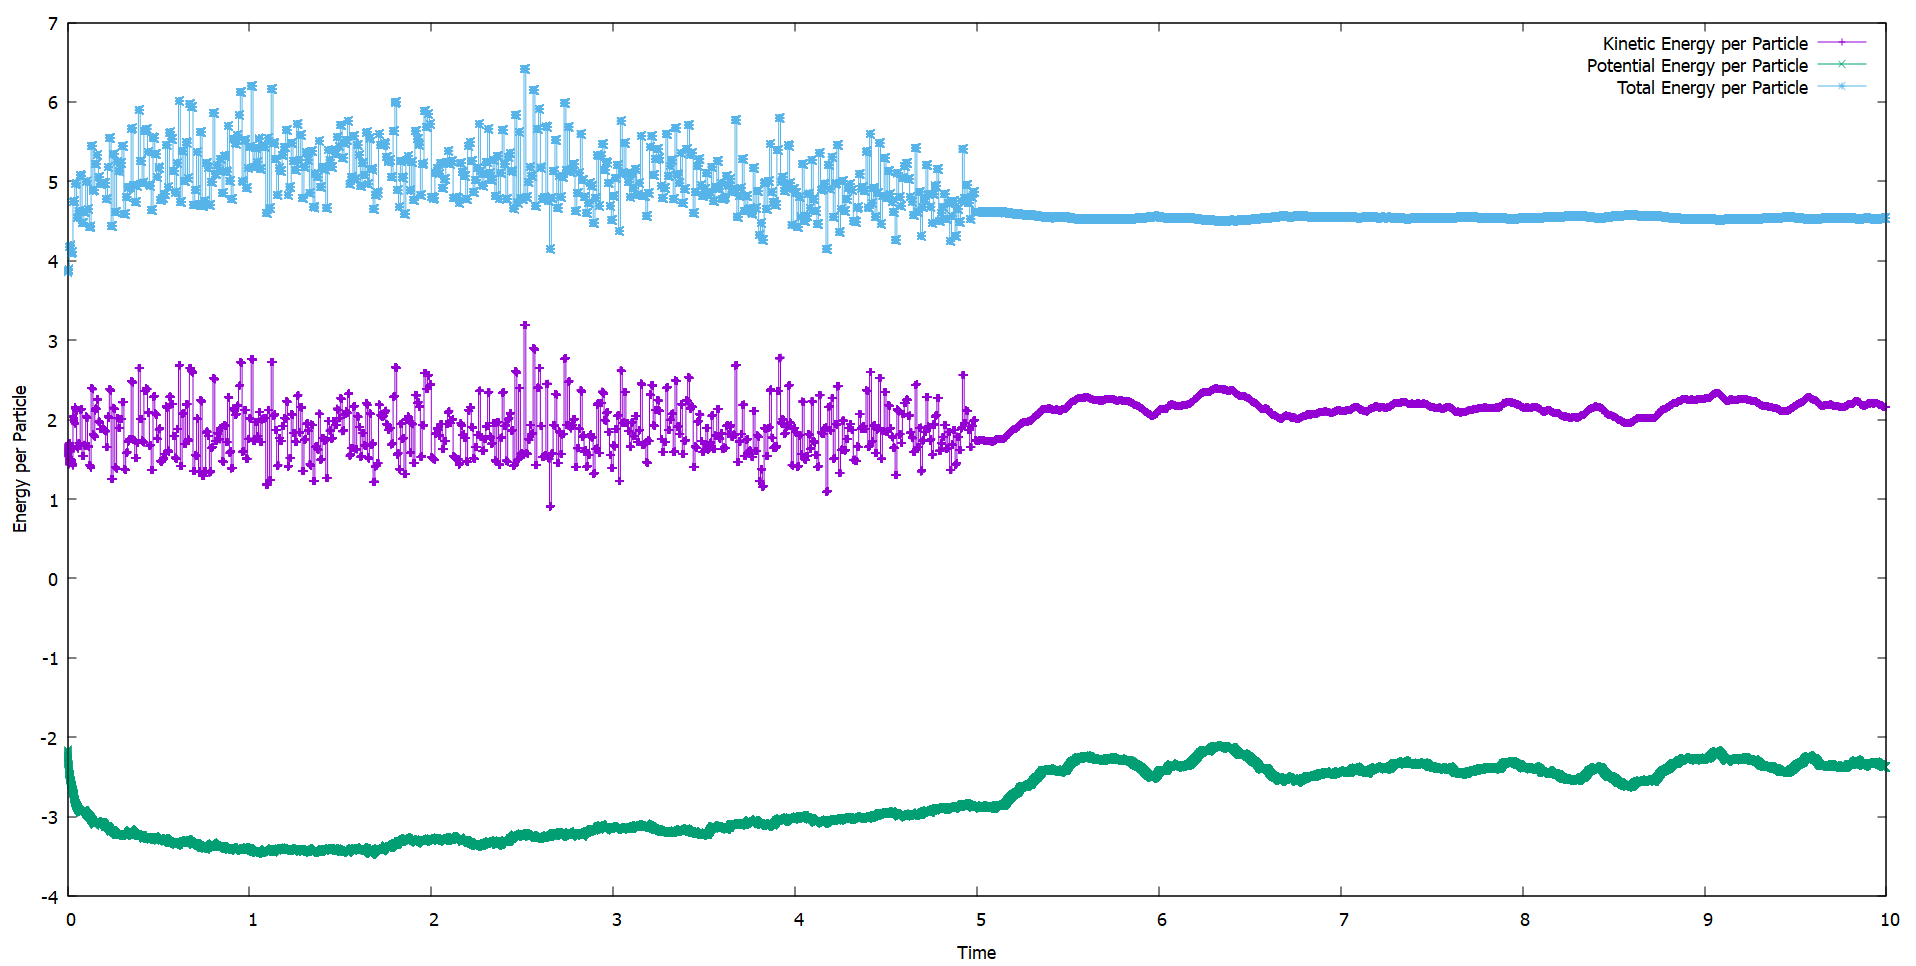 7
6
5
4
3
2
1
0
-1
-2
-3
-4
Energy per Particle
Kinetic Energy per Particle
Potential Energy per Particle
Total Energy per Particle
0 1 2 3 4 5 6 7 8 9 10
Time